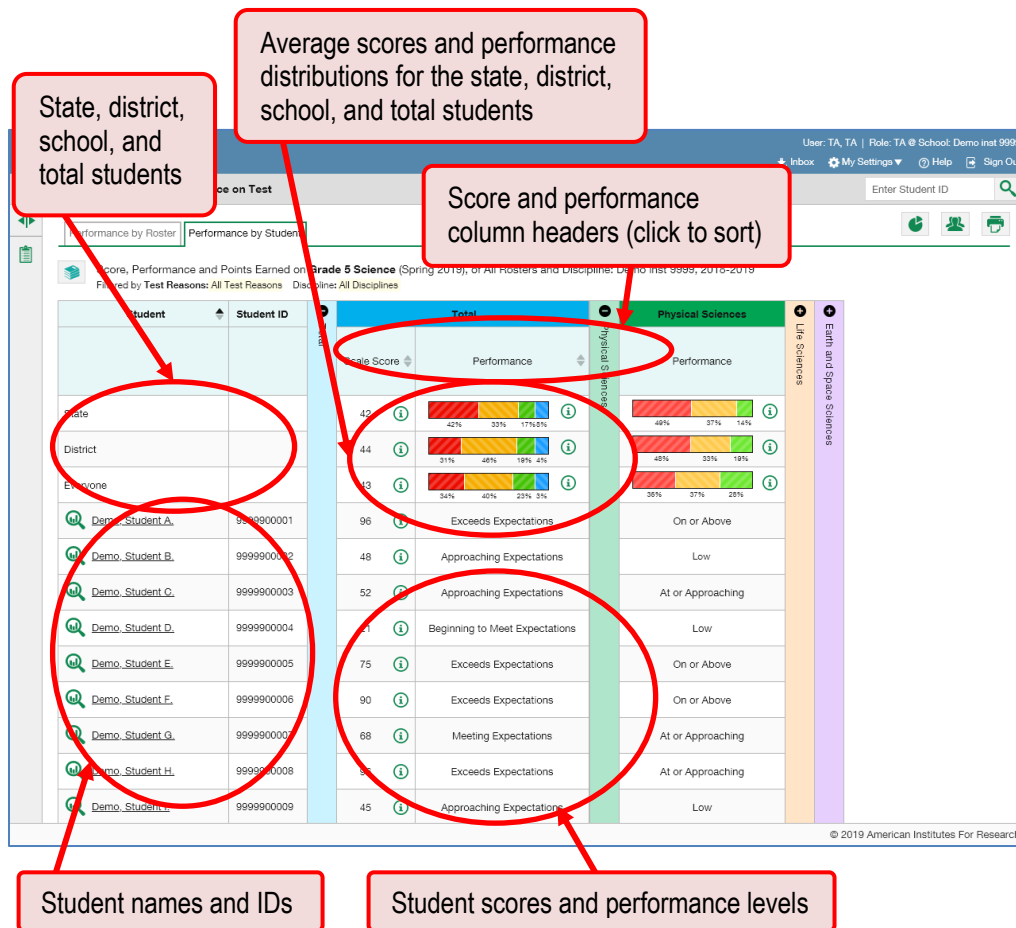 Average scores and performance
distributions for the state, district,
school, and total students
State, district,
school, and
total students
User: TA, TA | Role: TA @ School: Demo inst 9999
Inbox My Settings Help Sign Ou
ce on Test
Enter Student ID
Score and performance
column headers (click to sort)
Performance by Roster Performance by Student
Score, Performance and Points Earned on Grade 5 Science (Spring 2019), of All Rosters and Discipline: Demo Inst 9999, 2018-2019
Filtered by Test Reasons: All Test Reasons Discipline: All Disciplines
Student Student ID Total Total Physical Sciences Physical Sciences Life Sciences Earth and Space Sciences
Scale Score Performance Performance
State 42 42% 33% 17% 8% 49% 37% 14%
District 44 31% 46% 19% 4% 48% 33% 19%
Everyone 43 34% 40% 23% 3% 36% 37% 28%
Demo, Student A. 9999900001 96 Exceeds Expectations On or Above
Demo, Student B. 9999900002 48 Approaching Expectations Low
Demo, Student C. 9999900003 52 Approaching Expectations At or Approaching
Demo, Student D. 9999900004 Beginning to Meet Expectations Low
Demo, Student E. 9999900005 75 Exceeds Expectations On or Above
Demo, Student F. 9999900006 90 Exceeds Expectations On or Above
Demo, Student G. 9999900007 68 Meeting Expectations At or Approaching
Demo, Student H. 9999900008 Exceeds Expectations At or Approaching
Demo, Student 9999900009 45 Approaching Expectations Low
© 2019 American Institutes For Research
Student names and IDs
Student scores and performance levels